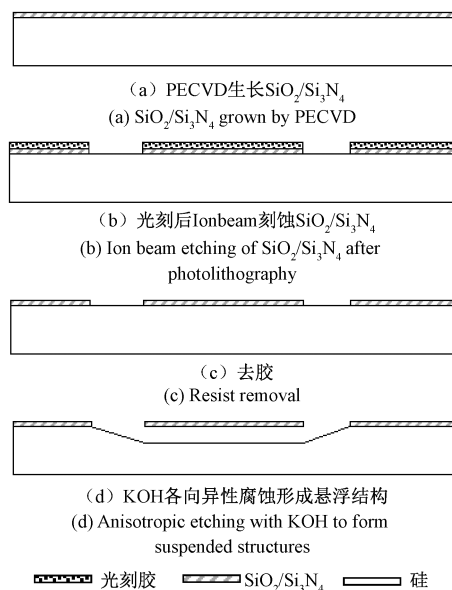 （a）PECVD生长SiO₂/Si₃N₄
(a) SiO₂/Si₃N₄ grown by PECVD
（b）光刻后Ionbeam刻蚀SiO₂/Si₃N₄
(b) Ion beam etching of SiO₂/Si₃N₄ after
photolithography
（c）去胶
(c) Resist removal
（d）KOH各向异性腐蚀形成悬浮结构
(d) Anisotropic etching with KOH to form
suspended structures
光刻胶 SiO₂/Si₃N₄ 硅